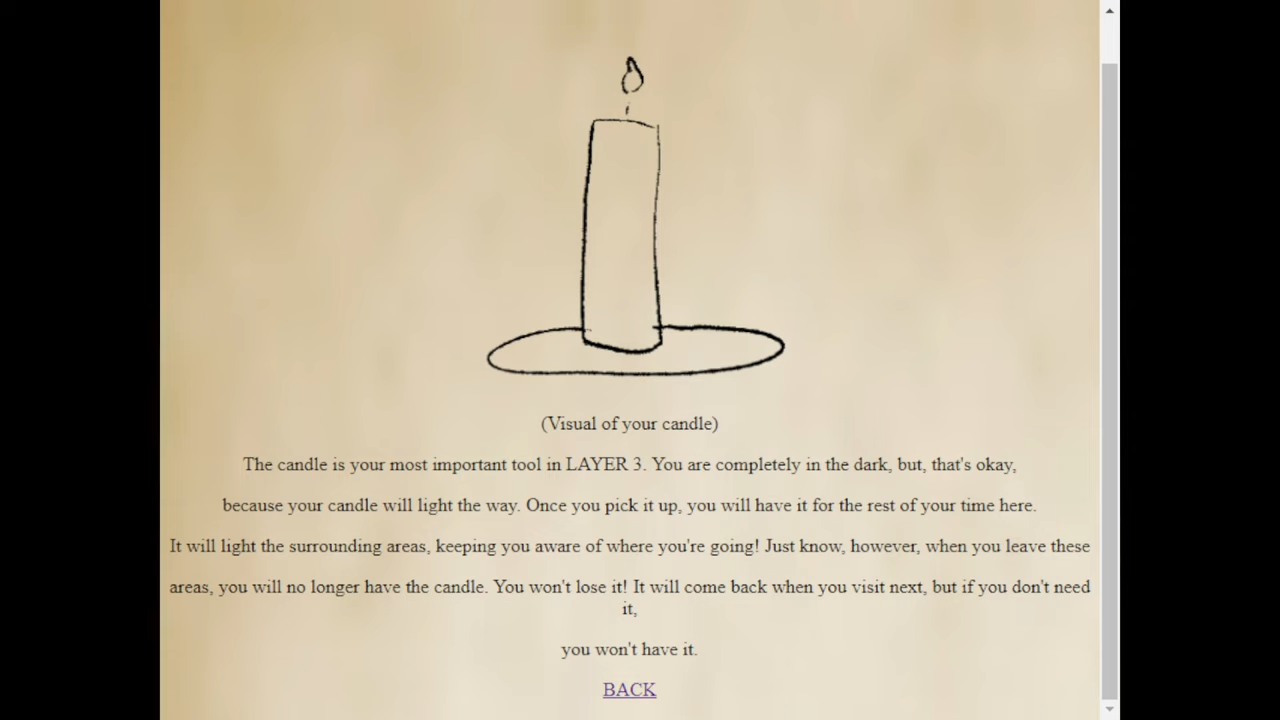 (Visual of your candle)
The candle is your most important tool in LAYER 3. You are completely in the dark, but, that's okay,
because your candle will light the way. Once you pick it up, you will have it for the rest of your time here.
It will light the surrounding areas, keeping you aware of where you're going! Just know, however, when you leave these
areas, you will no longer have the candle. You won't lose it! It will come back when you visit next, but if you don't need
it,
you won't have it.
BACK